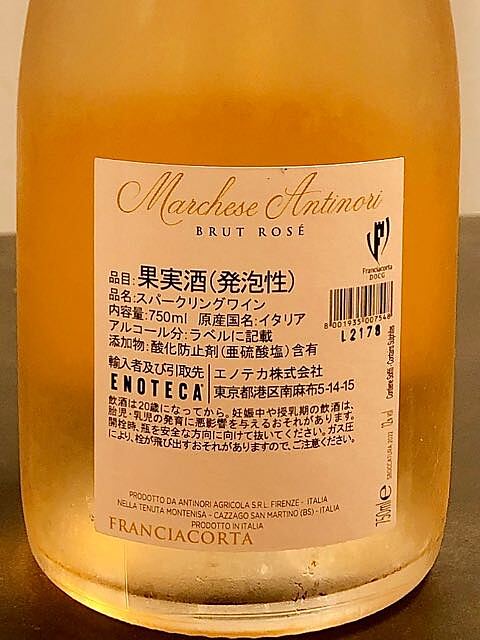 Marchese Antinori
BRUT ROSÉ
Franciacorta
DOCG
品目:果実酒(発泡性)
品名:スパークリングワイン
内容:750ml 原産国名:イタリア
アルコール分:ラベルに記載
添加物:酸化防止剤(亜硫酸塩)含有
8 001935 007548
L2178
輸入者及び引取先 エノテカ株式会社
ENOTECA 東京都港区南麻布5-14-15
飲酒は20歳になってから。妊娠中や授乳期の飲酒は、
胎児・乳児の発育に悪影響を与えるおそれがあります。
開栓時、瓶を安全な方向に向けて抜いてください。ガス圧
により、栓が飛び出すおそれがありますので、ご注意ください。
Contiene Solfiti - Contains Sulphites
750ml e
PRODOTTO DA ANTINORI AGRICOLA S.R.L. FIRENZE - ITALIA
NELLA TENUTA MONTENISA - CAZZAGO SAN MARTINO (BS) - ITALIA
PRODOTTO IN ITALIA
FRANCIACORTA